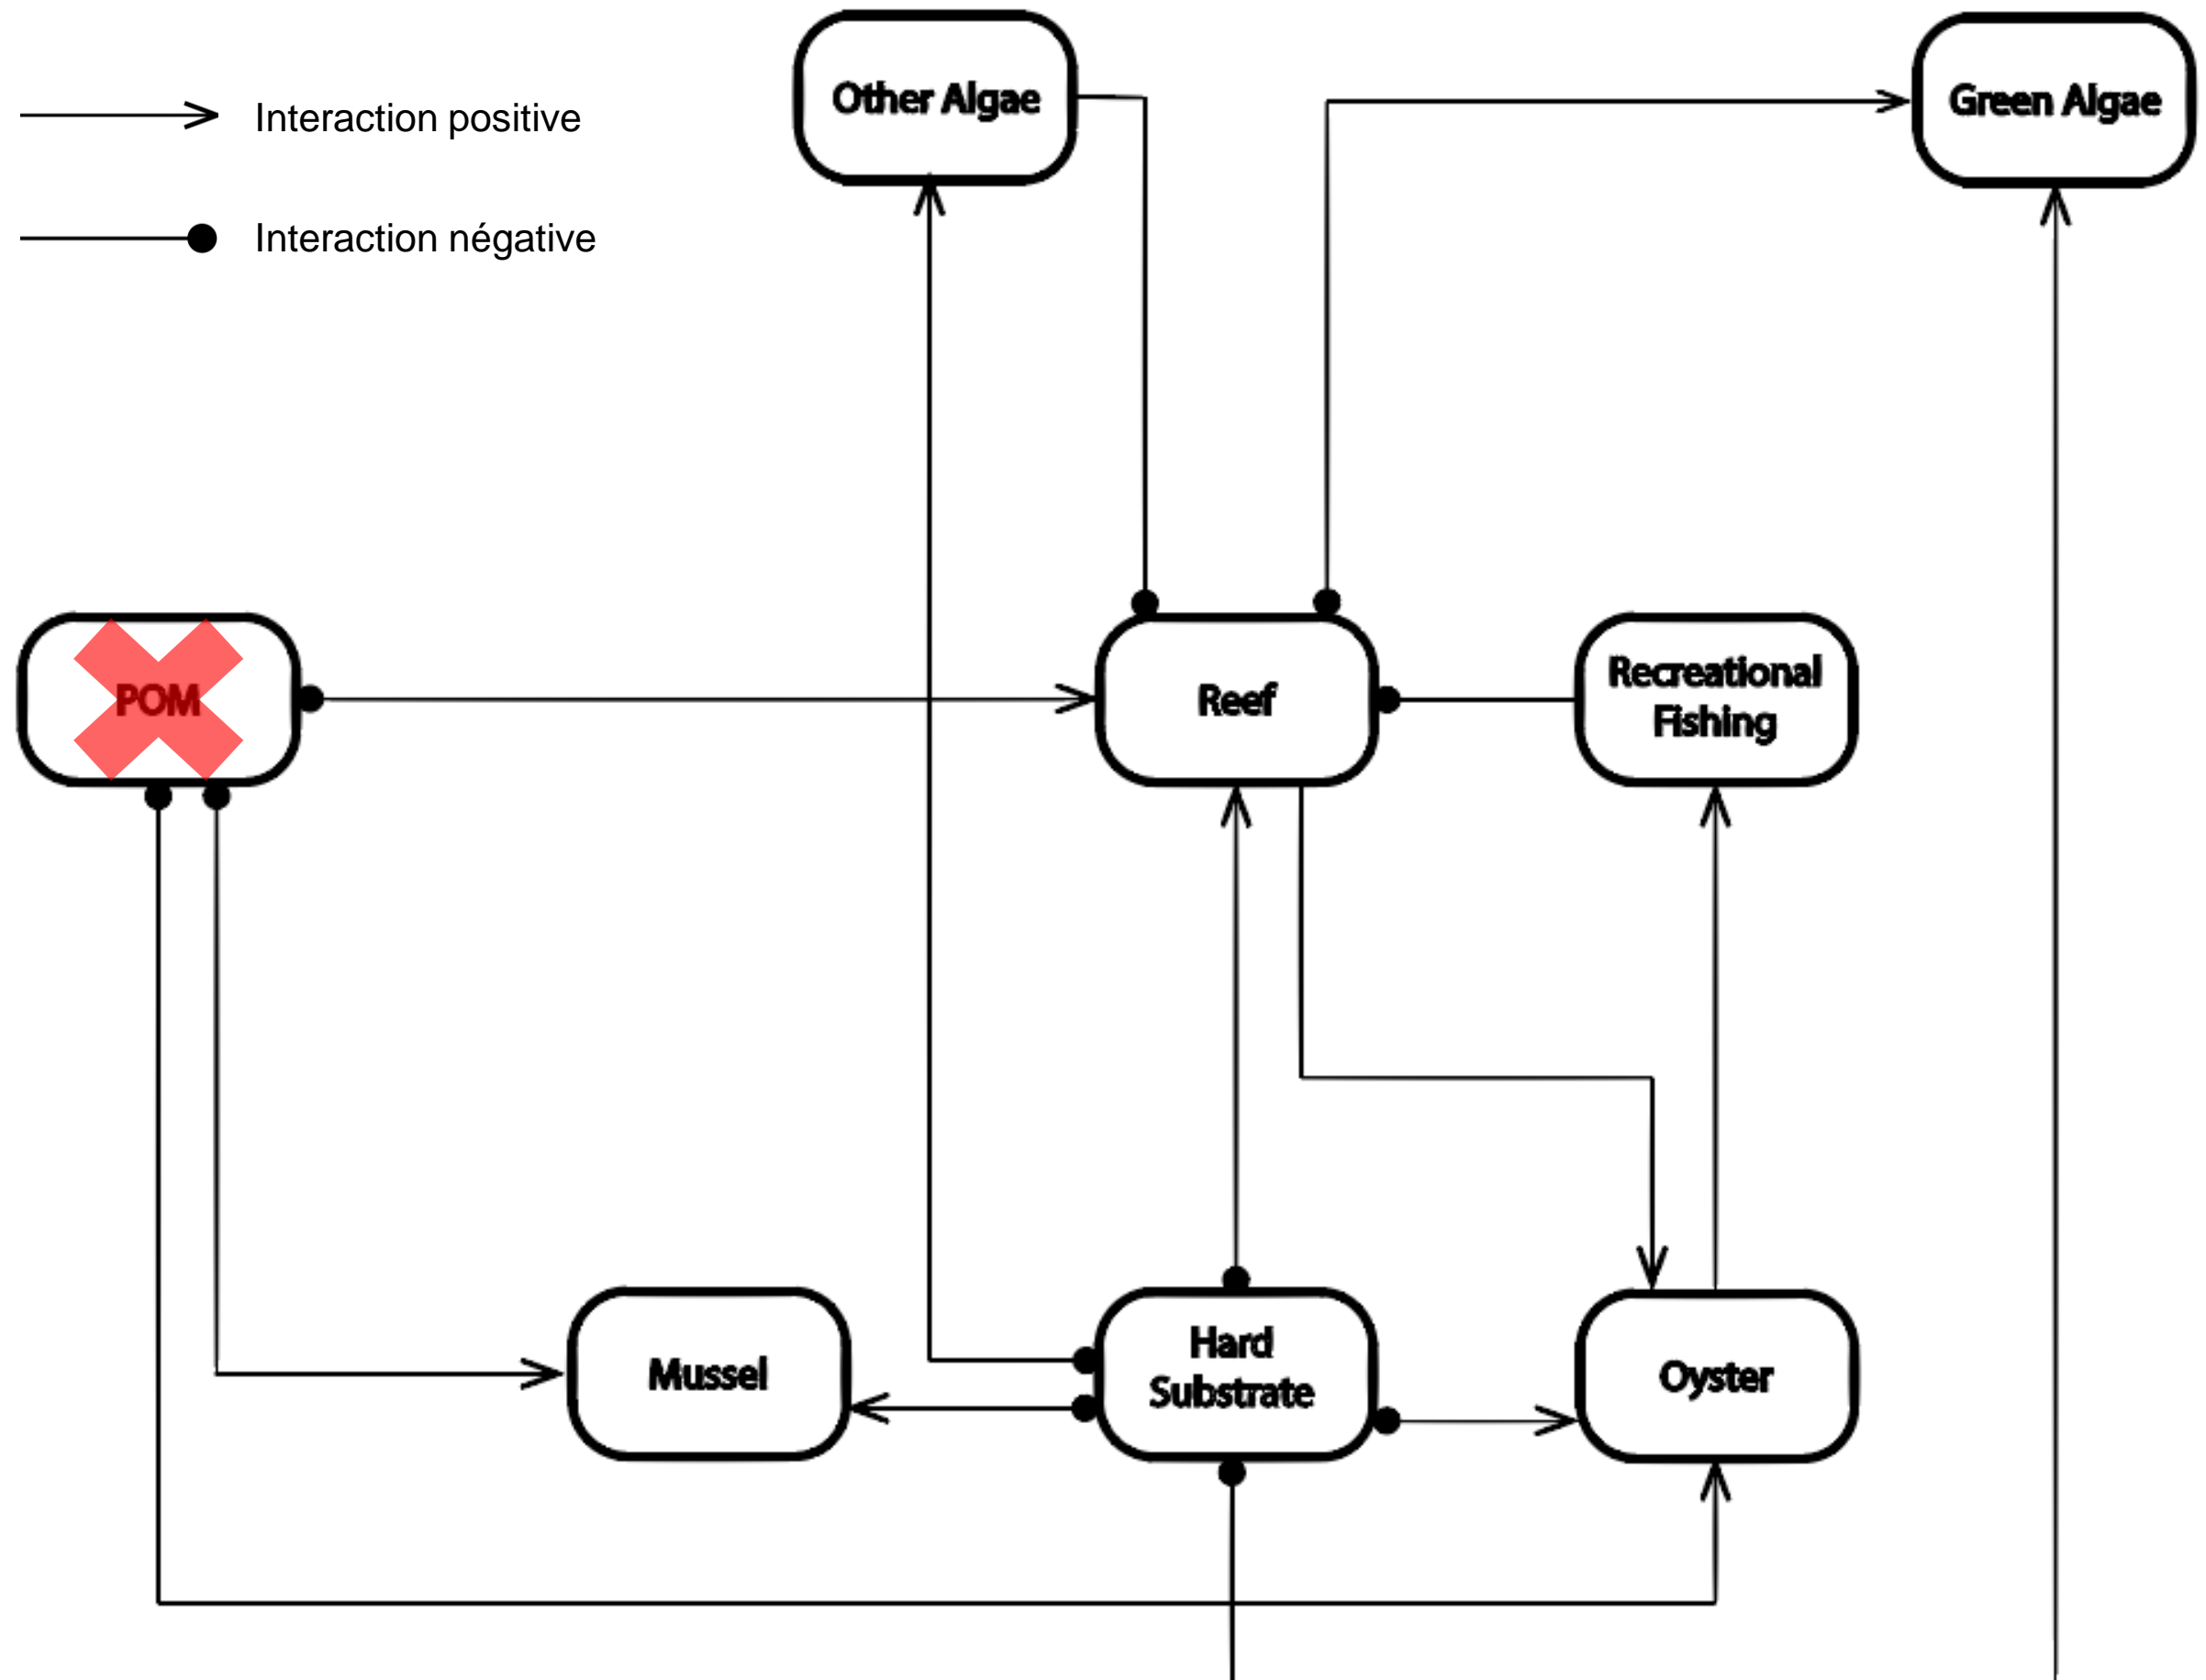 Other Algae
Green Algae
Interaction positive
Interaction négative
POM
Reef
Recreational
Fishing
Mussel
Hard
Substrate
Oyster